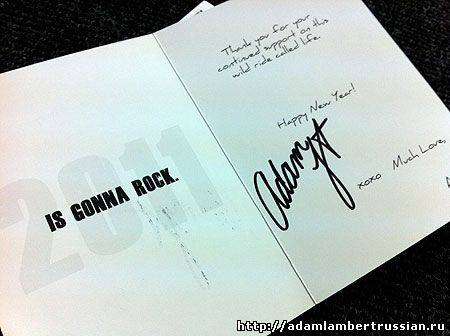 2011
IS GONNA ROCK.
Thank you for your
continued support on this
wild ride called life.
Happy New Year!
xoxo Much Love,
Adam
A
http://adamlambertrussian.ru